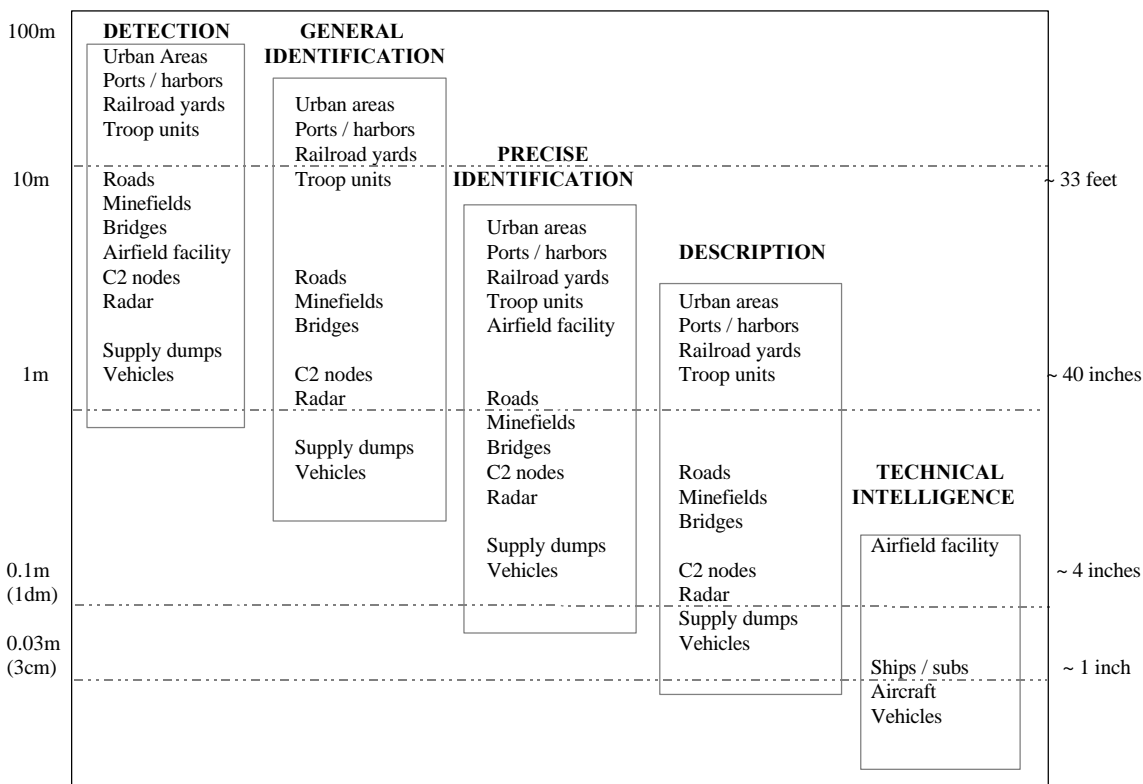 100m
DETECTION
Urban Areas
Ports / harbors
Railroad yards
Troop units
Roads
Minefields
Bridges
Airfield facility
C2 nodes
Radar
Supply dumps
Vehicles
GENERAL
IDENTIFICATION
Urban areas
Ports / harbors
Railroad yards
Troop units
Roads
Minefields
Bridges
C2 nodes
Radar
Supply dumps
Vehicles
PRECISE
IDENTIFICATION
Urban areas
Ports / harbors
Railroad yards
Troop units
Airfield facility
Roads
Minefields
Bridges
C2 nodes
Radar
Supply dumps
Vehicles
DESCRIPTION
Urban areas
Ports / harbors
Railroad yards
Troop units
Roads
Minefields
Bridges
C2 nodes
Radar
Supply dumps
Vehicles
TECHNICAL
INTELLIGENCE
Airfield facility
Ships / subs
Aircraft
Vehicles
10m
1m
0.1m
(1dm)
0.03m
(3cm)
~ 33 feet
~ 40 inches
~ 4 inches
~ 1 inch